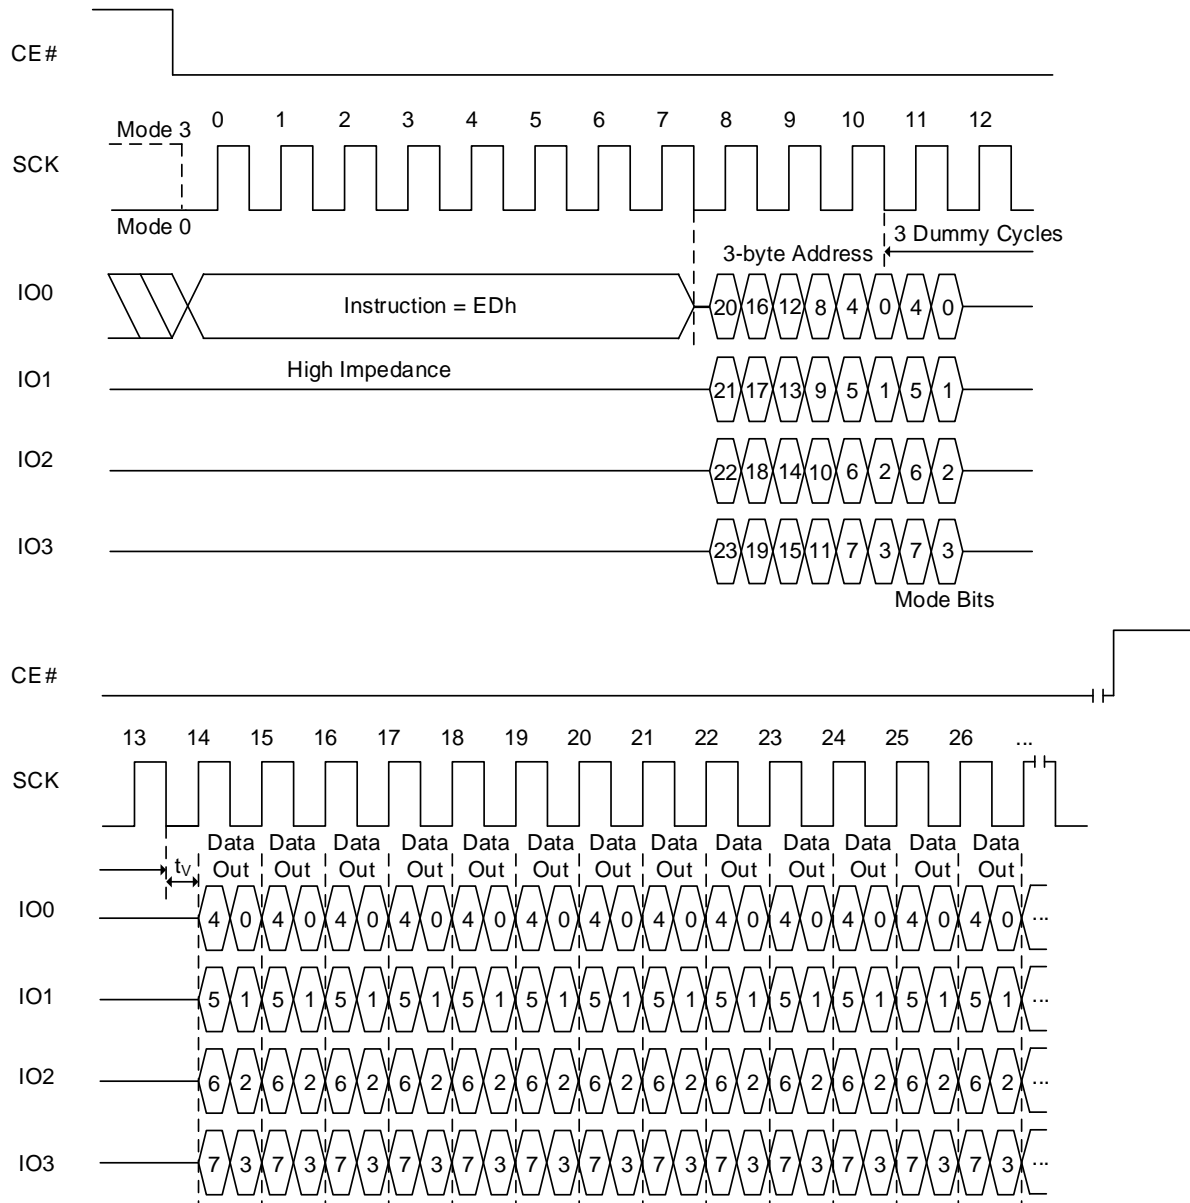 CE#
0 1 2 3 4 5 6 7 8 9 10 11 12
Mode 3
SCK
Mode 0
3 Dummy Cycles
3-byte Address
IO0
Instruction = EDh
20 16 12 8 4 0 4 0
High Impedance
IO1
21 17 13 9 5 1 5 1
IO2
22 18 14 10 6 2 6 2
IO3
23 19 15 11 7 3 7 3
Mode Bits
CE#
13 14 15 16 17 18 19 20 21 22 23 24 25 26 ...
SCK
Data Data Data Data Data Data Data Data Data Data Data Data Data
tV Out Out Out Out Out Out Out Out Out Out Out Out Out
IO0
4 0 4 0 4 0 4 0 4 0 4 0 4 0 4 0 4 0 4 0 4 0 4 0 4 0 ...
IO1
5 1 5 1 5 1 5 1 5 1 5 1 5 1 5 1 5 1 5 1 5 1 5 1 5 1 ...
IO2
6 2 6 2 6 2 6 2 6 2 6 2 6 2 6 2 6 2 6 2 6 2 6 2 6 2 ...
IO3
7 3 7 3 7 3 7 3 7 3 7 3 7 3 7 3 7 3 7 3 7 3 7 3 7 3 ...